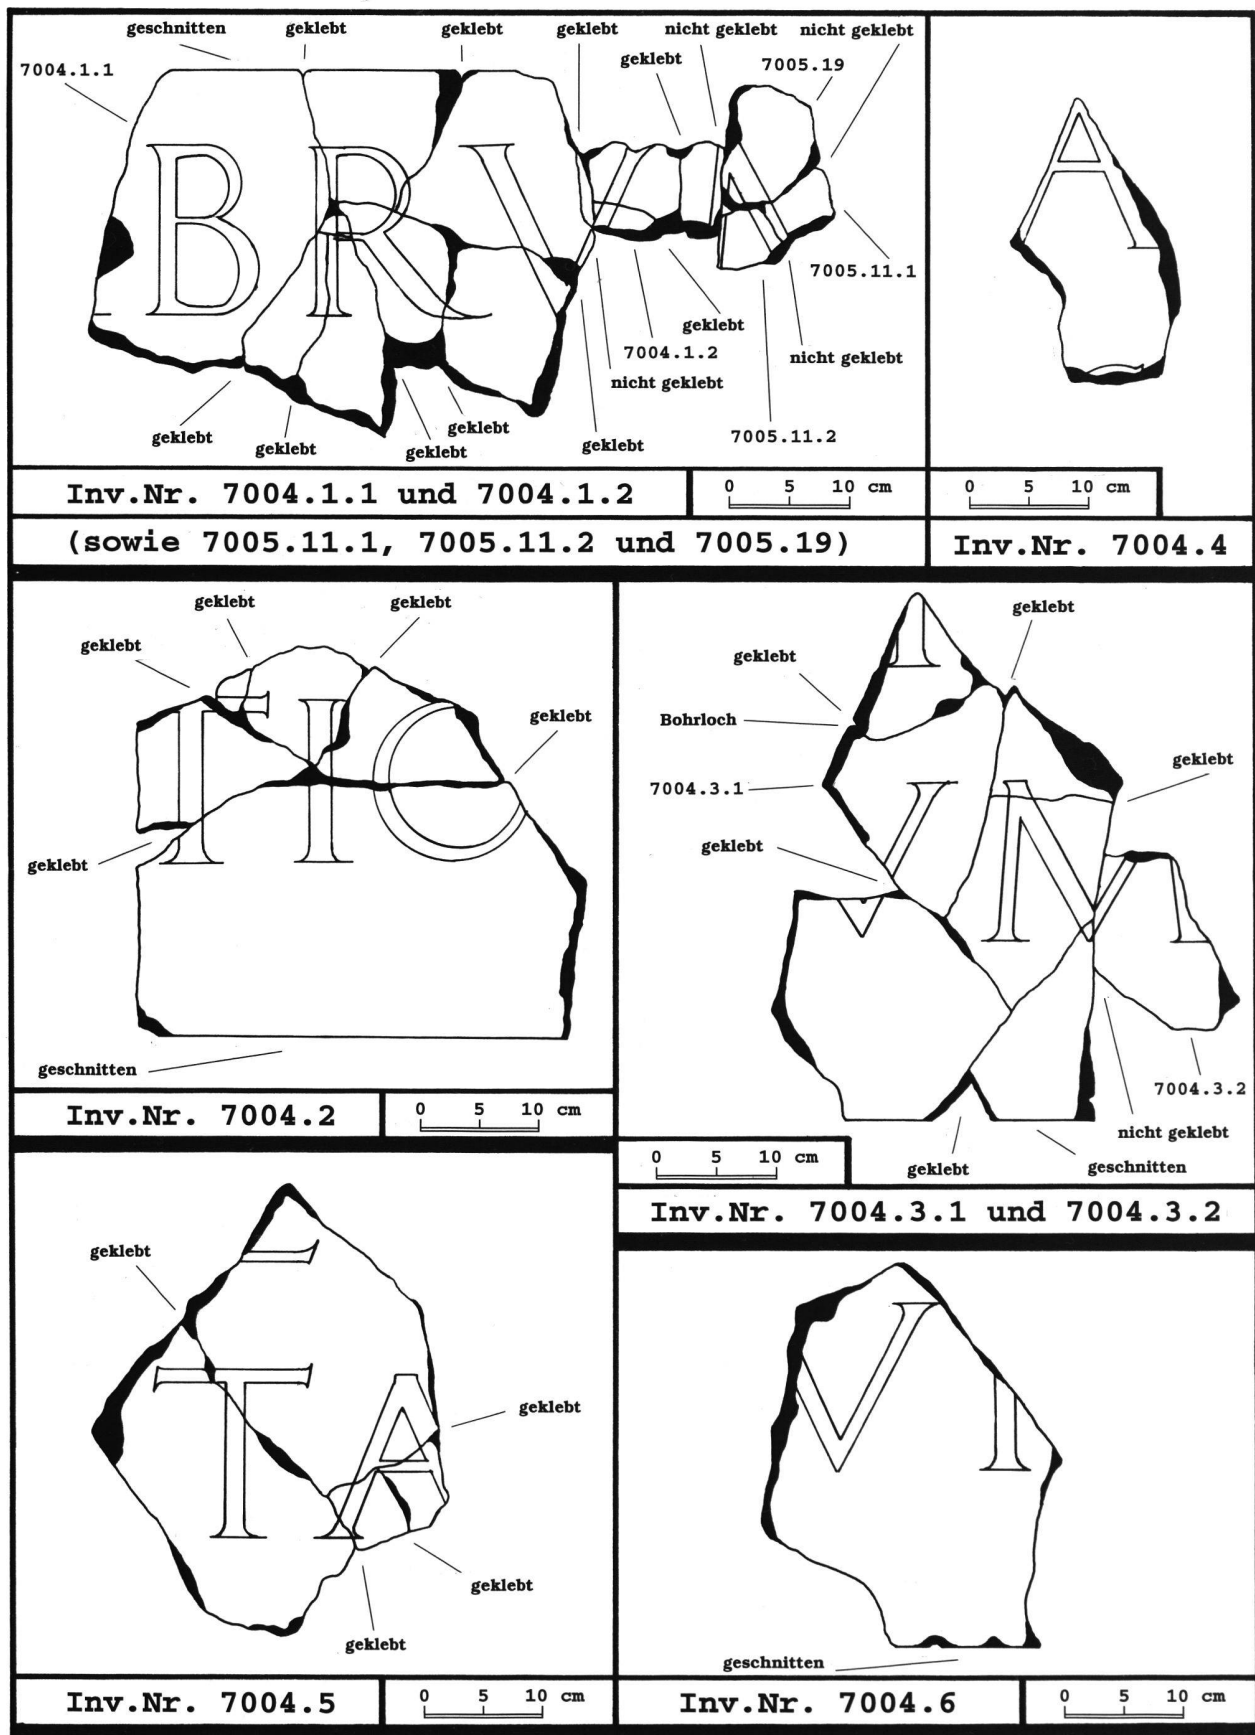 geschnitten geklebt geklebt geklebt nicht geklebt nicht geklebt
7004.1.1 geklebt 7005.19
BRV
7005.11.1
geklebt
7004.1.2 nicht geklebt
nicht geklebt
geklebt geklebt geklebt geklebt geklebt 7005.11.2
Inv.Nr. 7004.1.1 und 7004.1.2
0 5 10 cm
(sowie 7005.11.1, 7005.11.2 und 7005.19)
A
0 5 10 cm
Inv.Nr. 7004.4
geklebt geklebt
geklebt
geklebt
TI
geklebt
geschnitten
Inv.Nr. 7004.2
0 5 10 cm
geklebt
geklebt
Bohrloch
geklebt
7004.3.1
geklebt
VM
7004.3.2
nicht geklebt
geklebt geschnitten
0 5 10 cm
Inv.Nr. 7004.3.1 und 7004.3.2
geklebt
TA
geklebt
geklebt
geklebt
Inv.Nr. 7004.5
0 5 10 cm
VI
geschnitten
Inv.Nr. 7004.6
0 5 10 cm